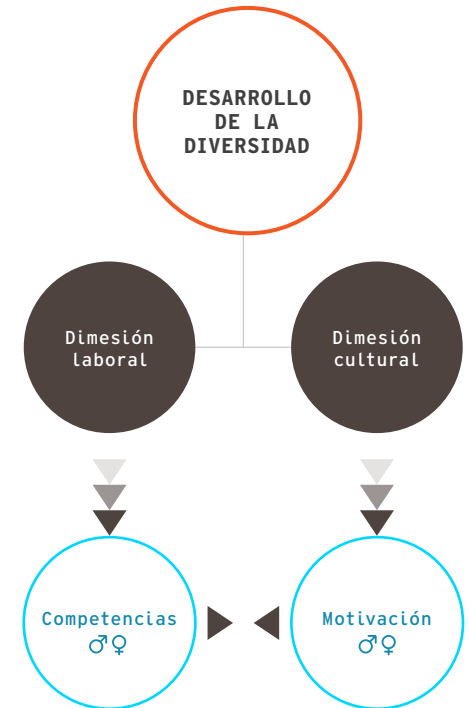 DESARROLLO
DE LA
DIVERSIDAD
Dimesión
laboral
Dimesión
cultural
Competencias
♂♀
Motivación
♂♀